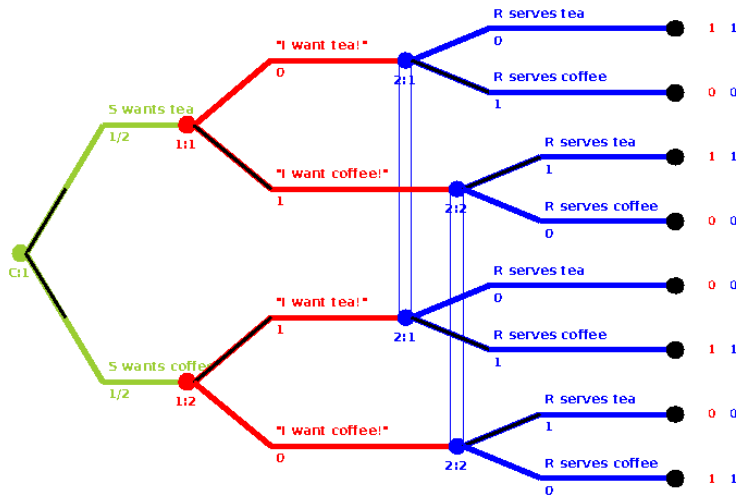 R serves tea
0
1 1
"I want tea!"
0
2:1
R serves coffee
1
0 0
S wants tea
1/2
1:1
R serves tea
1
1 1
"I want coffee!"
1
2:2
R serves coffee
0
0 0
C:1
R serves tea
0
0 0
"I want tea!"
1
2:1
R serves coffee
1
1 1
S wants coffee
1/2
1:2
R serves tea
1
0 0
"I want coffee!"
0
2:2
R serves coffee
0
1 1